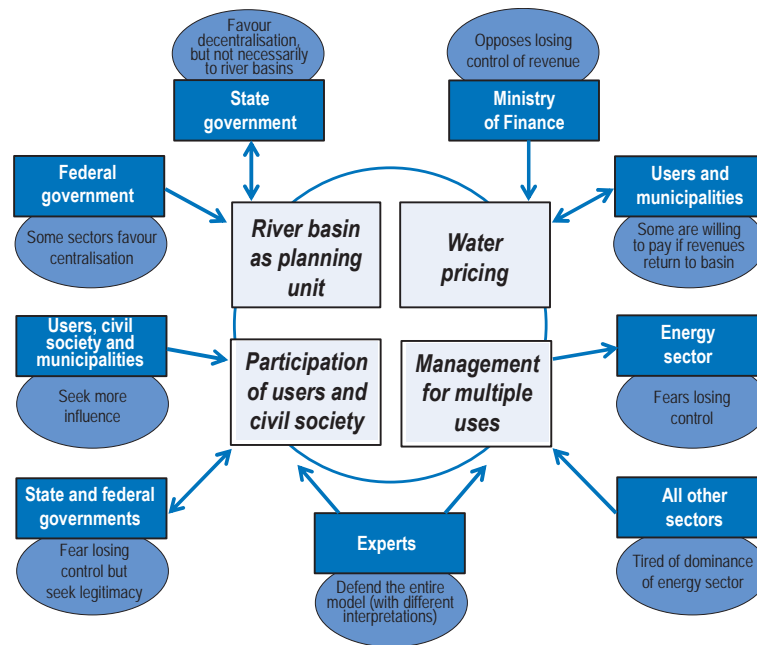 Favour
decentralisation,
but not necessarily
to river basins
State
government
Opposes losing
control of revenue
Ministry
of Finance
Federal
government
Some sectors favour
centralisation
River basin
as planning
unit
Water
pricing
Users and
municipalities
Some are willing
to pay if revenues
return to basin
Users, civil
society and
municipalities
Seek more
influence
Participation
of users and
civil society
Management
for multiple
uses
Energy
sector
Fears losing
control
State and federal
governments
Fear losing
control but
seek legitimacy
Experts
Defend the entire
model (with different
interpretations)
All other
sectors
Tired of dominance
of energy sector